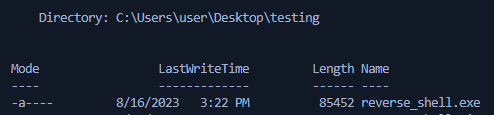 Directory: C:\Users\user\Desktop\testing
Mode LastWriteTime Length Name
---- ------------- ------ ----
-a---- 8/16/2023 3:22 PM 85452 reverse_shell.exe